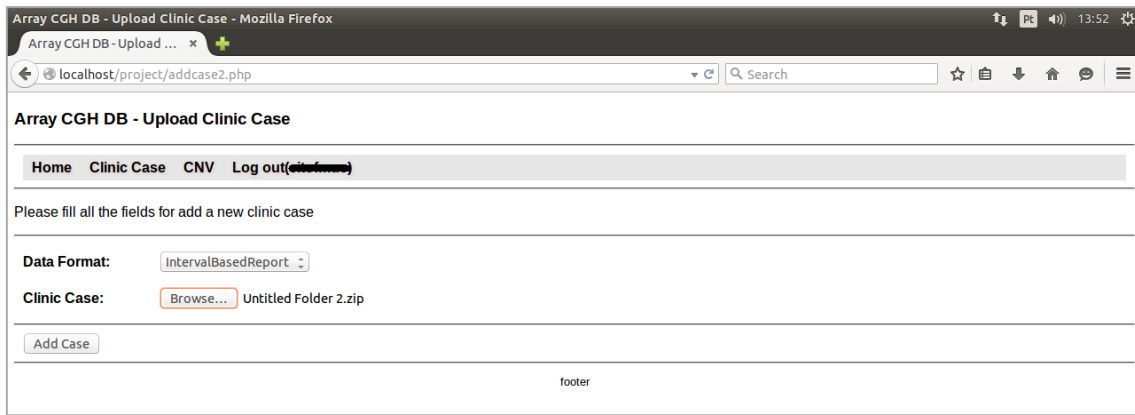 Array CGH DB - Upload Clinic Case - Mozilla Firefox Pt 13:52
Array CGH DB - Upload ... ×
localhost/project/addcase2.php Search
Array CGH DB - Upload Clinic Case
Home Clinic Case CNV Log out( )
Please fill all the fields for add a new clinic case
Data Format: IntervalBasedReport
Clinic Case: Browse... Untitled Folder 2.zip
Add Case
footer